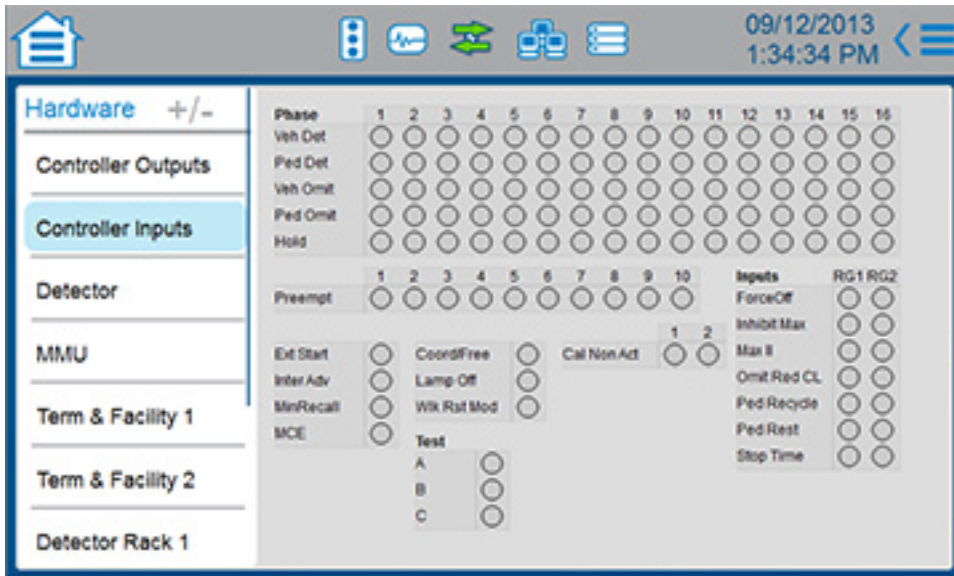 09/12/2013
1:34:34 PM
Hardware +/-
Controller Outputs
Controller Inputs
Detector
MMU
Term & Facility 1
Term & Facility 2
Detector Rack 1
Phase 1 2 3 4 5 6 7 8 9 10 11 12 13 14 15 16
Veh Det
Ped Det
Veh Omit
Ped Omit
Hold
1 2 3 4 5 6 7 8 9 10
Preempt
Inputs RG1 RG2
ForceOff
Inhibit Max
Max II
Omit Red CL
Ped Recycle
Ped Rest
Stop Time
1 2
Cal Non Act
Ext Start
Inter Adv
MinRecall
MCE
Coord/Free
Lamp Off
Wlk Rst Mod
Test
A
B
C